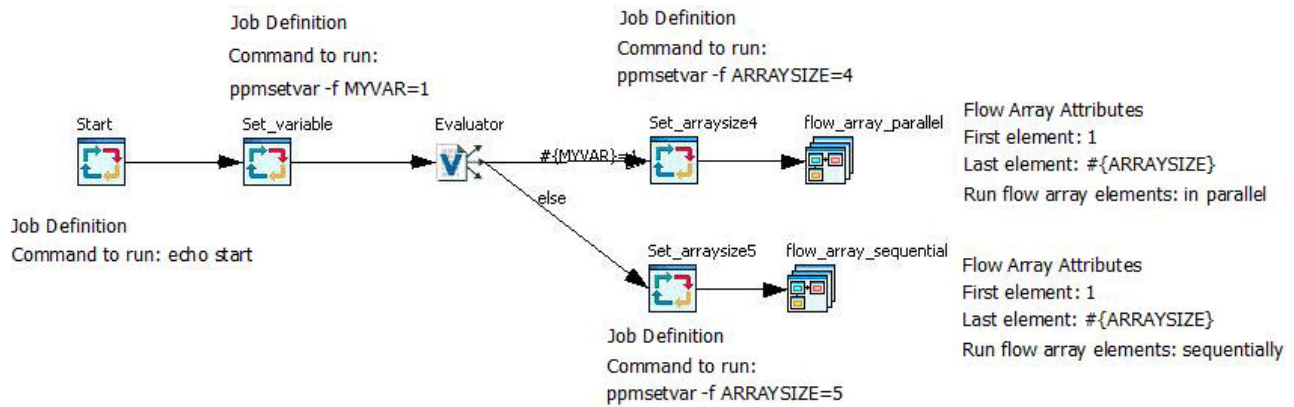 Job Definition
Command to run:
ppmsetvar -f MYVAR=1
Job Definition
Command to run:
ppmsetvar -f ARRAYSIZE=4
Start
Set_variable
Evaluator
#{MYVAR}==1
Set_arraysize4
flow_array_parallel
Flow Array Attributes
First element: 1
Last element: #{ARRAYSIZE}
Run flow array elements: in parallel
else
Job Definition
Command to run: echo start
Set_arraysize5
flow_array_sequential
Flow Array Attributes
First element: 1
Last element: #{ARRAYSIZE}
Run flow array elements: sequentially
Job Definition
Command to run:
ppmsetvar -f ARRAYSIZE=5